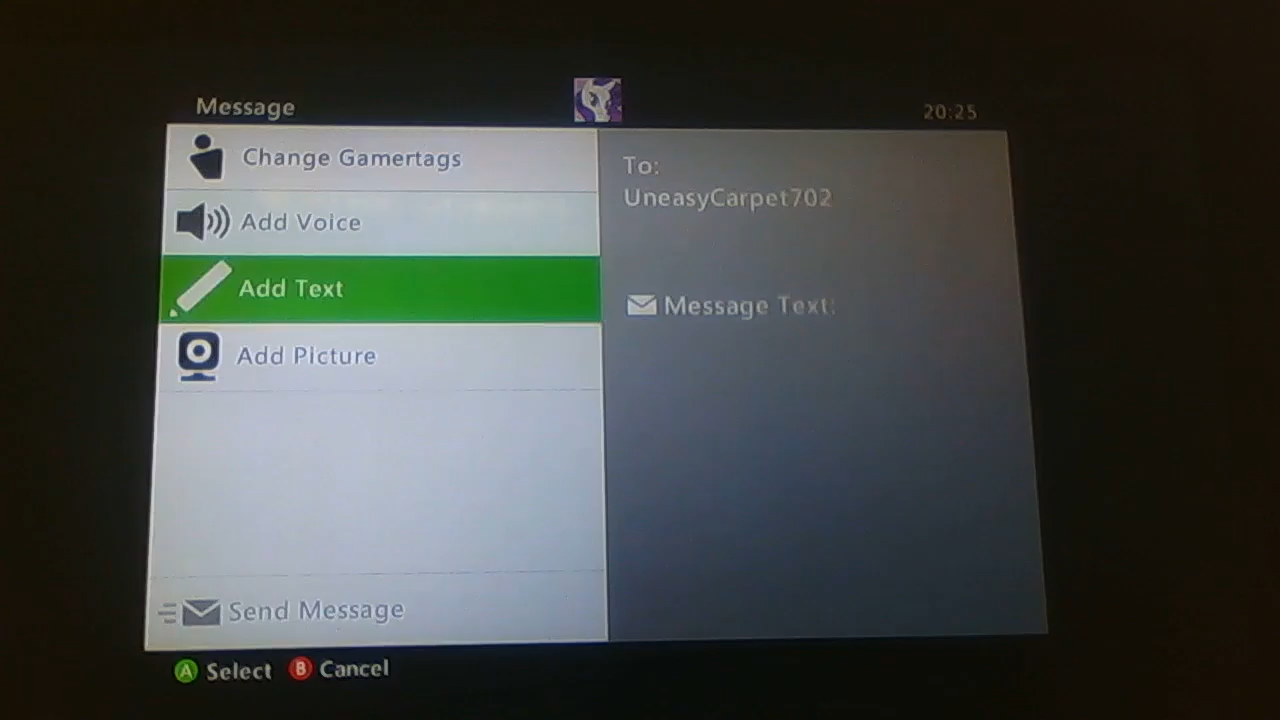 Message
20:25
Change Gamertags
Add Voice
Add Text
Add Picture
Send Message
To:
UneasyCarpet702
Message Text:
A Select B Cancel